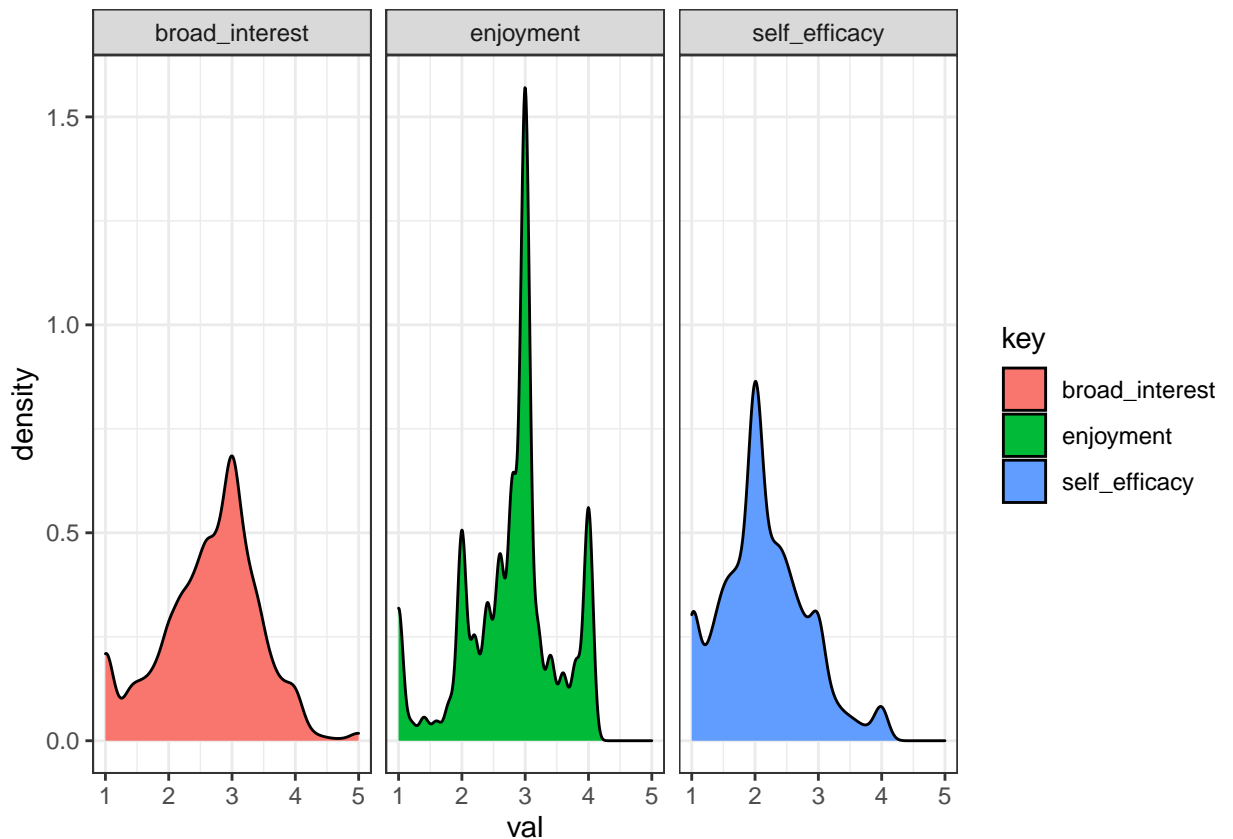 broad_interest enjoyment self_efficacy
1.5
1.0
0.5
0.0
density
1 2 3 4 5 1 2 3 4 5 1 2 3 4 5
val
key
broad_interest
enjoyment
self_efficacy